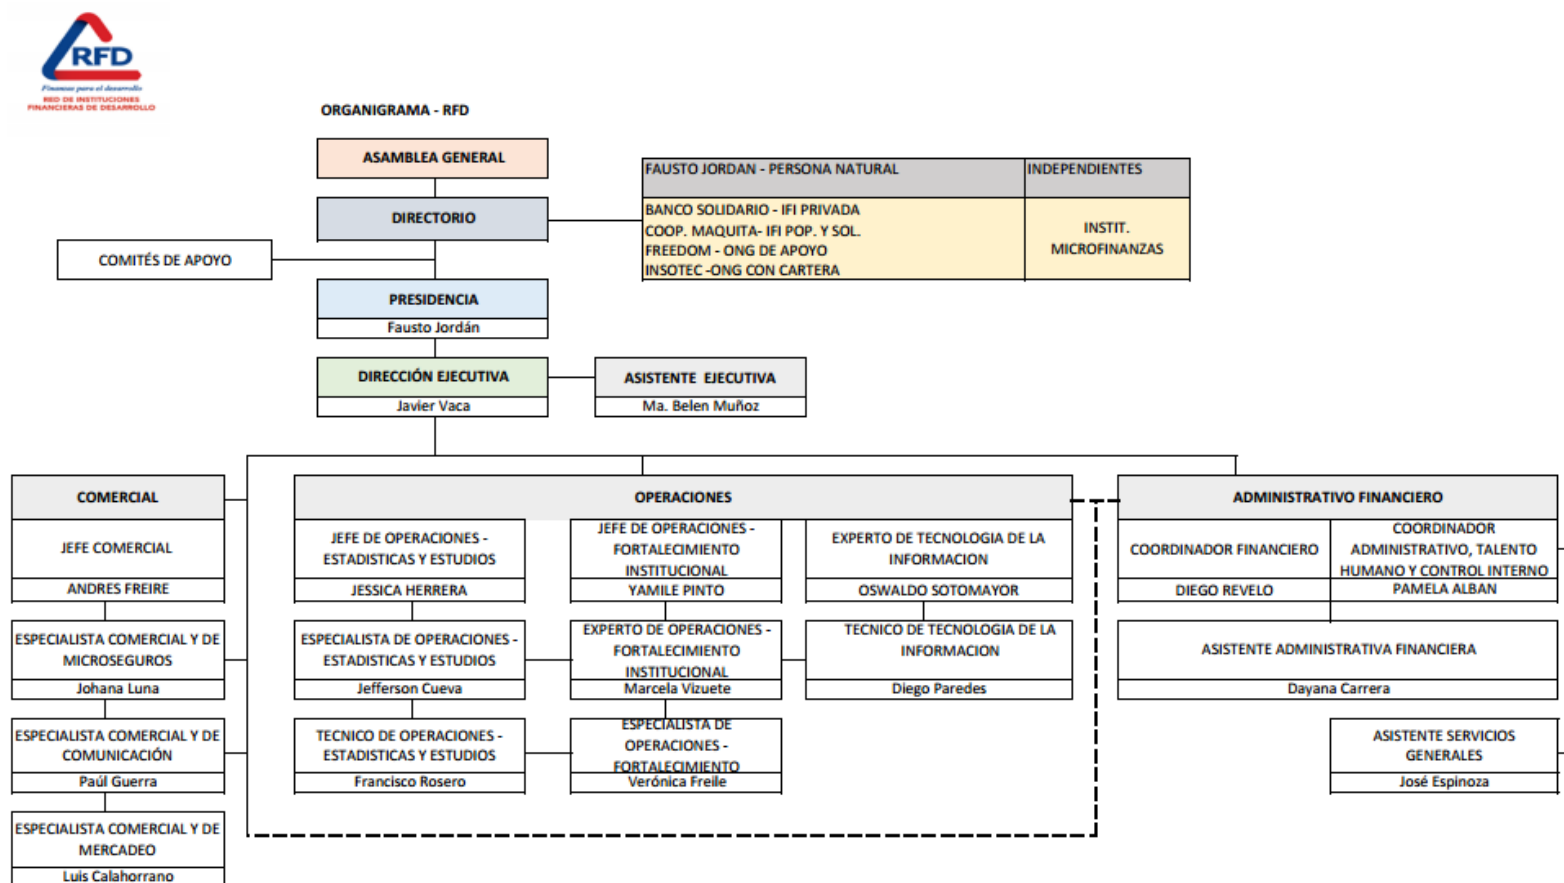 RFD
Finanzas para el desarrollo
RED DE INSTITUCIONES
FINANCIERAS DE DESARROLLO
ORGANIGRAMA - RFD
ASAMBLEA GENERAL
DIRECTORIO
FAUSTO JORDAN - PERSONA NATURAL
INDEPENDIENTES
BANCO SOLIDARIO - IFI PRIVADA
COOP. MAQUITA- IFI POP. Y SOL.
FREEDOM - ONG DE APOYO
INSOTEC -ONG CON CARTERA
INSTIT.
MICROFINANZAS
COMITÉS DE APOYO
PRESIDENCIA
Fausto Jordán
DIRECCIÓN EJECUTIVA
Javier Vaca
ASISTENTE EJECUTIVA
Ma. Belen Muñoz
COMERCIAL
JEFE COMERCIAL
ANDRES FREIRE
ESPECIALISTA COMERCIAL Y DE
MICROSEGUROS
Johana Luna
ESPECIALISTA COMERCIAL Y DE
COMUNICACIÓN
Paúl Guerra
ESPECIALISTA COMERCIAL Y DE
MERCADEO
Luis Calahorrano
OPERACIONES
JEFE DE OPERACIONES -
ESTADISTICAS Y ESTUDIOS
JESSICA HERRERA
ESPECIALISTA DE OPERACIONES -
ESTADISTICAS Y ESTUDIOS
Jefferson Cueva
TECNICO DE OPERACIONES -
ESTADISTICAS Y ESTUDIOS
Francisco Rosero
JEFE DE OPERACIONES -
FORTALECIMIENTO
INSTITUCIONAL
YAMILE PINTO
EXPERTO DE OPERACIONES -
FORTALECIMIENTO
INSTITUCIONAL
Marcela Vizuete
ESPECIALISTA DE
OPERACIONES -
FORTALECIMIENTO
Verónica Freile
EXPERTO DE TECNOLOGIA DE LA
INFORMACION
OSWALDO SOTOMAYOR
TECNICO DE TECNOLOGIA DE LA
INFORMACION
Diego Paredes
ADMINISTRATIVO FINANCIERO
COORDINADOR FINANCIERO
DIEGO REVELO
COORDINADOR
ADMINISTRATIVO, TALENTO
HUMANO Y CONTROL INTERNO
PAMELA ALBAN
ASISTENTE ADMINISTRATIVA FINANCIERA
Dayana Carrera
ASISTENTE SERVICIOS
GENERALES
José Espinoza